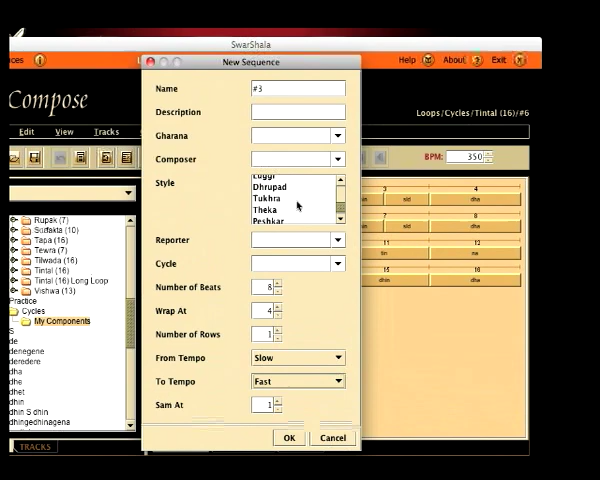 SwarShala
ces
Help
About
Exit
New Sequence
Compose
Loops/Cycles/Tintal (16)/#6
Edit View Tracks
BPM: 350
Name #3
Description
Gharana
Composer
Style
Dhrupad
Tukhra
Theka
Peshkar
Reporter
Cycle
Number of Beats 8
Wrap At 4
Number of Rows 1
From Tempo Slow
To Tempo Fast
Sam At 1
OK Cancel
Rupak (7)
Sorfakta (10)
Tapa (16)
Tewra (7)
Tilwada (16)
Tintal (16)
Tintal (16) Long Loop
Vishwa (13)
Practice
Cycles
My Components
S
de
denegene
deredere
dha
dhe
dhet
dhin
dhin S dhin
dhingedhinagena
TRACKS
3 4
dha
7 8
dha
11 12
tin na
15 16
dhin dha